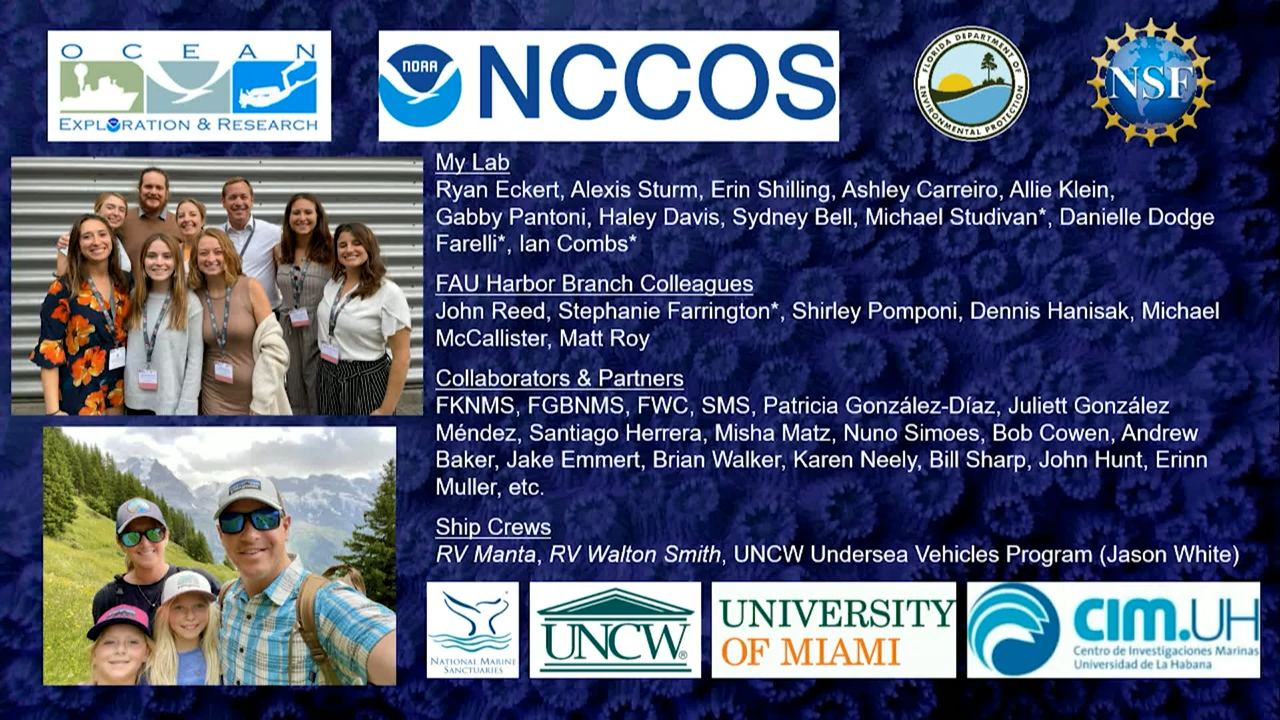 OCEAN
EXPLORATION & RESEARCH
NOAA
NCCOS
FLORIDA DEPARTMENT OF
ENVIRONMENTAL PROTECTION
NSF
My Lab
Ryan Eckert, Alexis Sturm, Erin Shilling, Ashley Carreiro, Allie Klein,
Gabby Pantoni, Haley Davis, Sydney Bell, Michael Studivan*, Danielle Dodge
Farelli*, Ian Combs*
FAU Harbor Branch Colleagues
John Reed, Stephanie Farrington*, Shirley Pomponi, Dennis Hanisak, Michael
McCallister, Matt Roy
Collaborators & Partners
FKNMS, FGBNMS, FWC, SMS, Patricia González-Díaz, Juliett González
Méndez, Santiago Herrera, Misha Matz, Nuno Simoes, Bob Cowen, Andrew
Baker, Jake Emmert, Brian Walker, Karen Neely, Bill Sharp, John Hunt, Erinn
Muller, etc.
Ship Crews
RV Manta, RV Walton Smith, UNCW Undersea Vehicles Program (Jason White)
NATIONAL MARINE
SANCTUARIES
UNCW®
UNIVERSITY
OF MIAMI
CIM.UH
Centro de Investigaciones Marinas
Universidad de La Habana